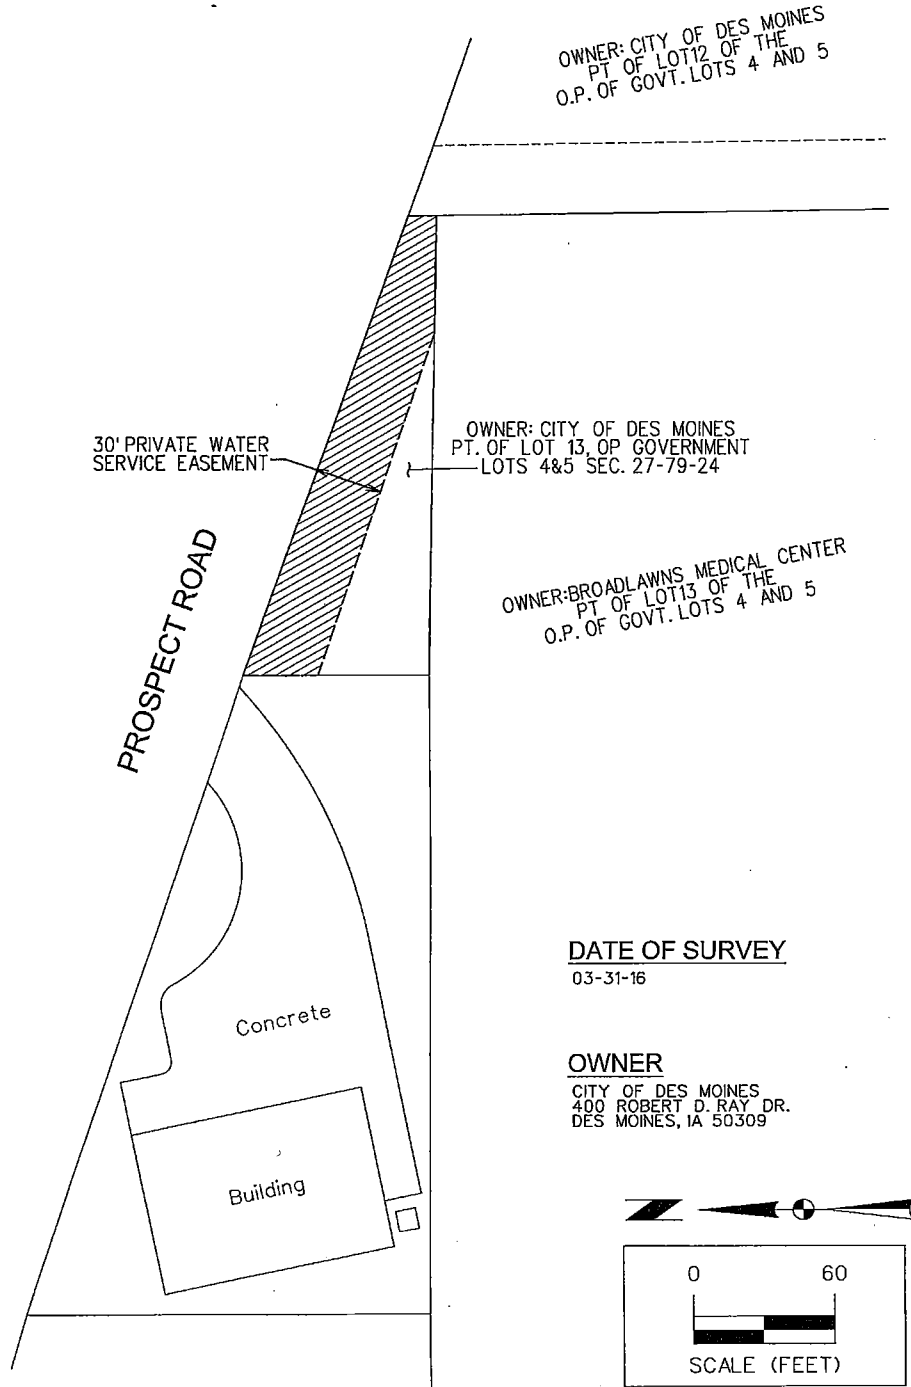 OWNER: CITY OF DES MOINES
PT OF LOT12 OF THE
O.P. OF GOVT. LOTS 4 AND 5
30' PRIVATE WATER
SERVICE EASEMENT
OWNER: CITY OF DES MOINES
PT. OF LOT 13, OP GOVERNMENT
LOTS 4&5 SEC. 27-79-24
PROSPECT ROAD
OWNER:BROADLAWNS MEDICAL CENTER
PT OF LOT13 OF THE
O.P. OF GOVT. LOTS 4 AND 5
DATE OF SURVEY
03-31-16
Concrete
OWNER
CITY OF DES MOINES
400 ROBERT D. RAY DR.
DES MOINES, IA 50309
Building
Z
0 60
SCALE (FEET)